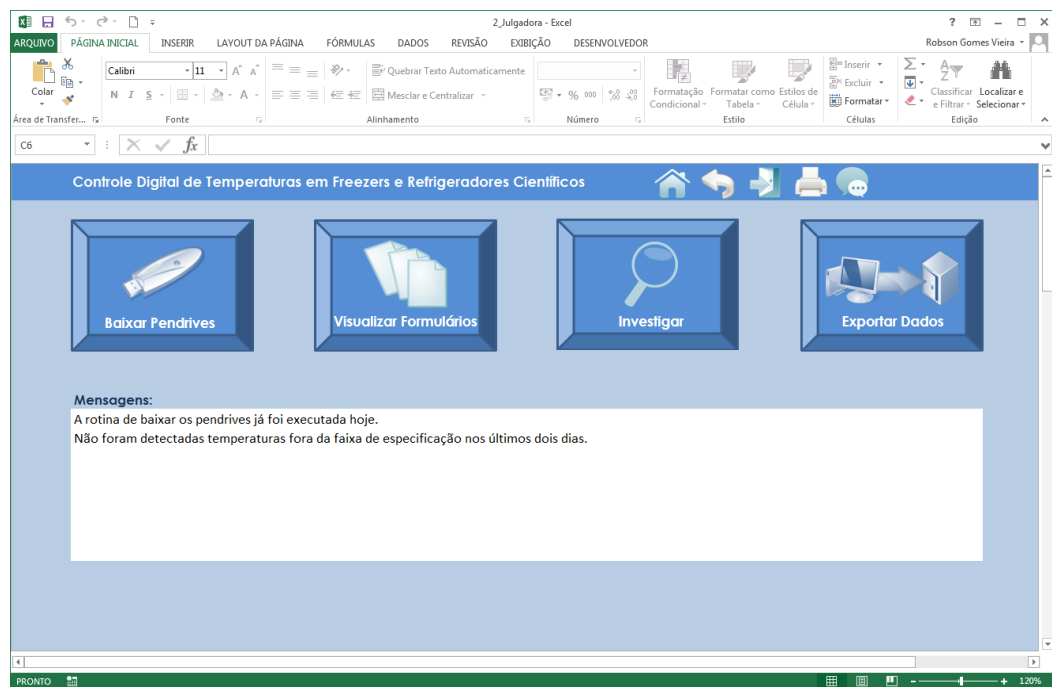 2_Julgadora - Excel
ARQUIVO PÁGINA INICIAL INSERIR LAYOUT DA PÁGINA FÓRMULAS DADOS REVISÃO EXIBIÇÃO DESENVOLVEDOR Robson Gomes Vieira
Colar
Calibri 11
N I S
Quebrar Texto Automaticamente
Mesclar e Centralizar
% 000
Formatação Condicional
Formatar como Tabela
Estilos de Célula
Inserir
Excluir
Formatar
Classificar e Filtrar
Localizar e Selecionar
Área de Transfer... Fonte Alinhamento Número Estilo Células Edição
C6 fx
Controle Digital de Temperaturas em Freezers e Refrigeradores Científicos
Baixar Pendrives Visualizar Formulários Investigar Exportar Dados
Mensagens:
A rotina de baixar os pendrives já foi executada hoje.
Não foram detectadas temperaturas fora da faixa de especificação nos últimos dois dias.
PRONTO 120%